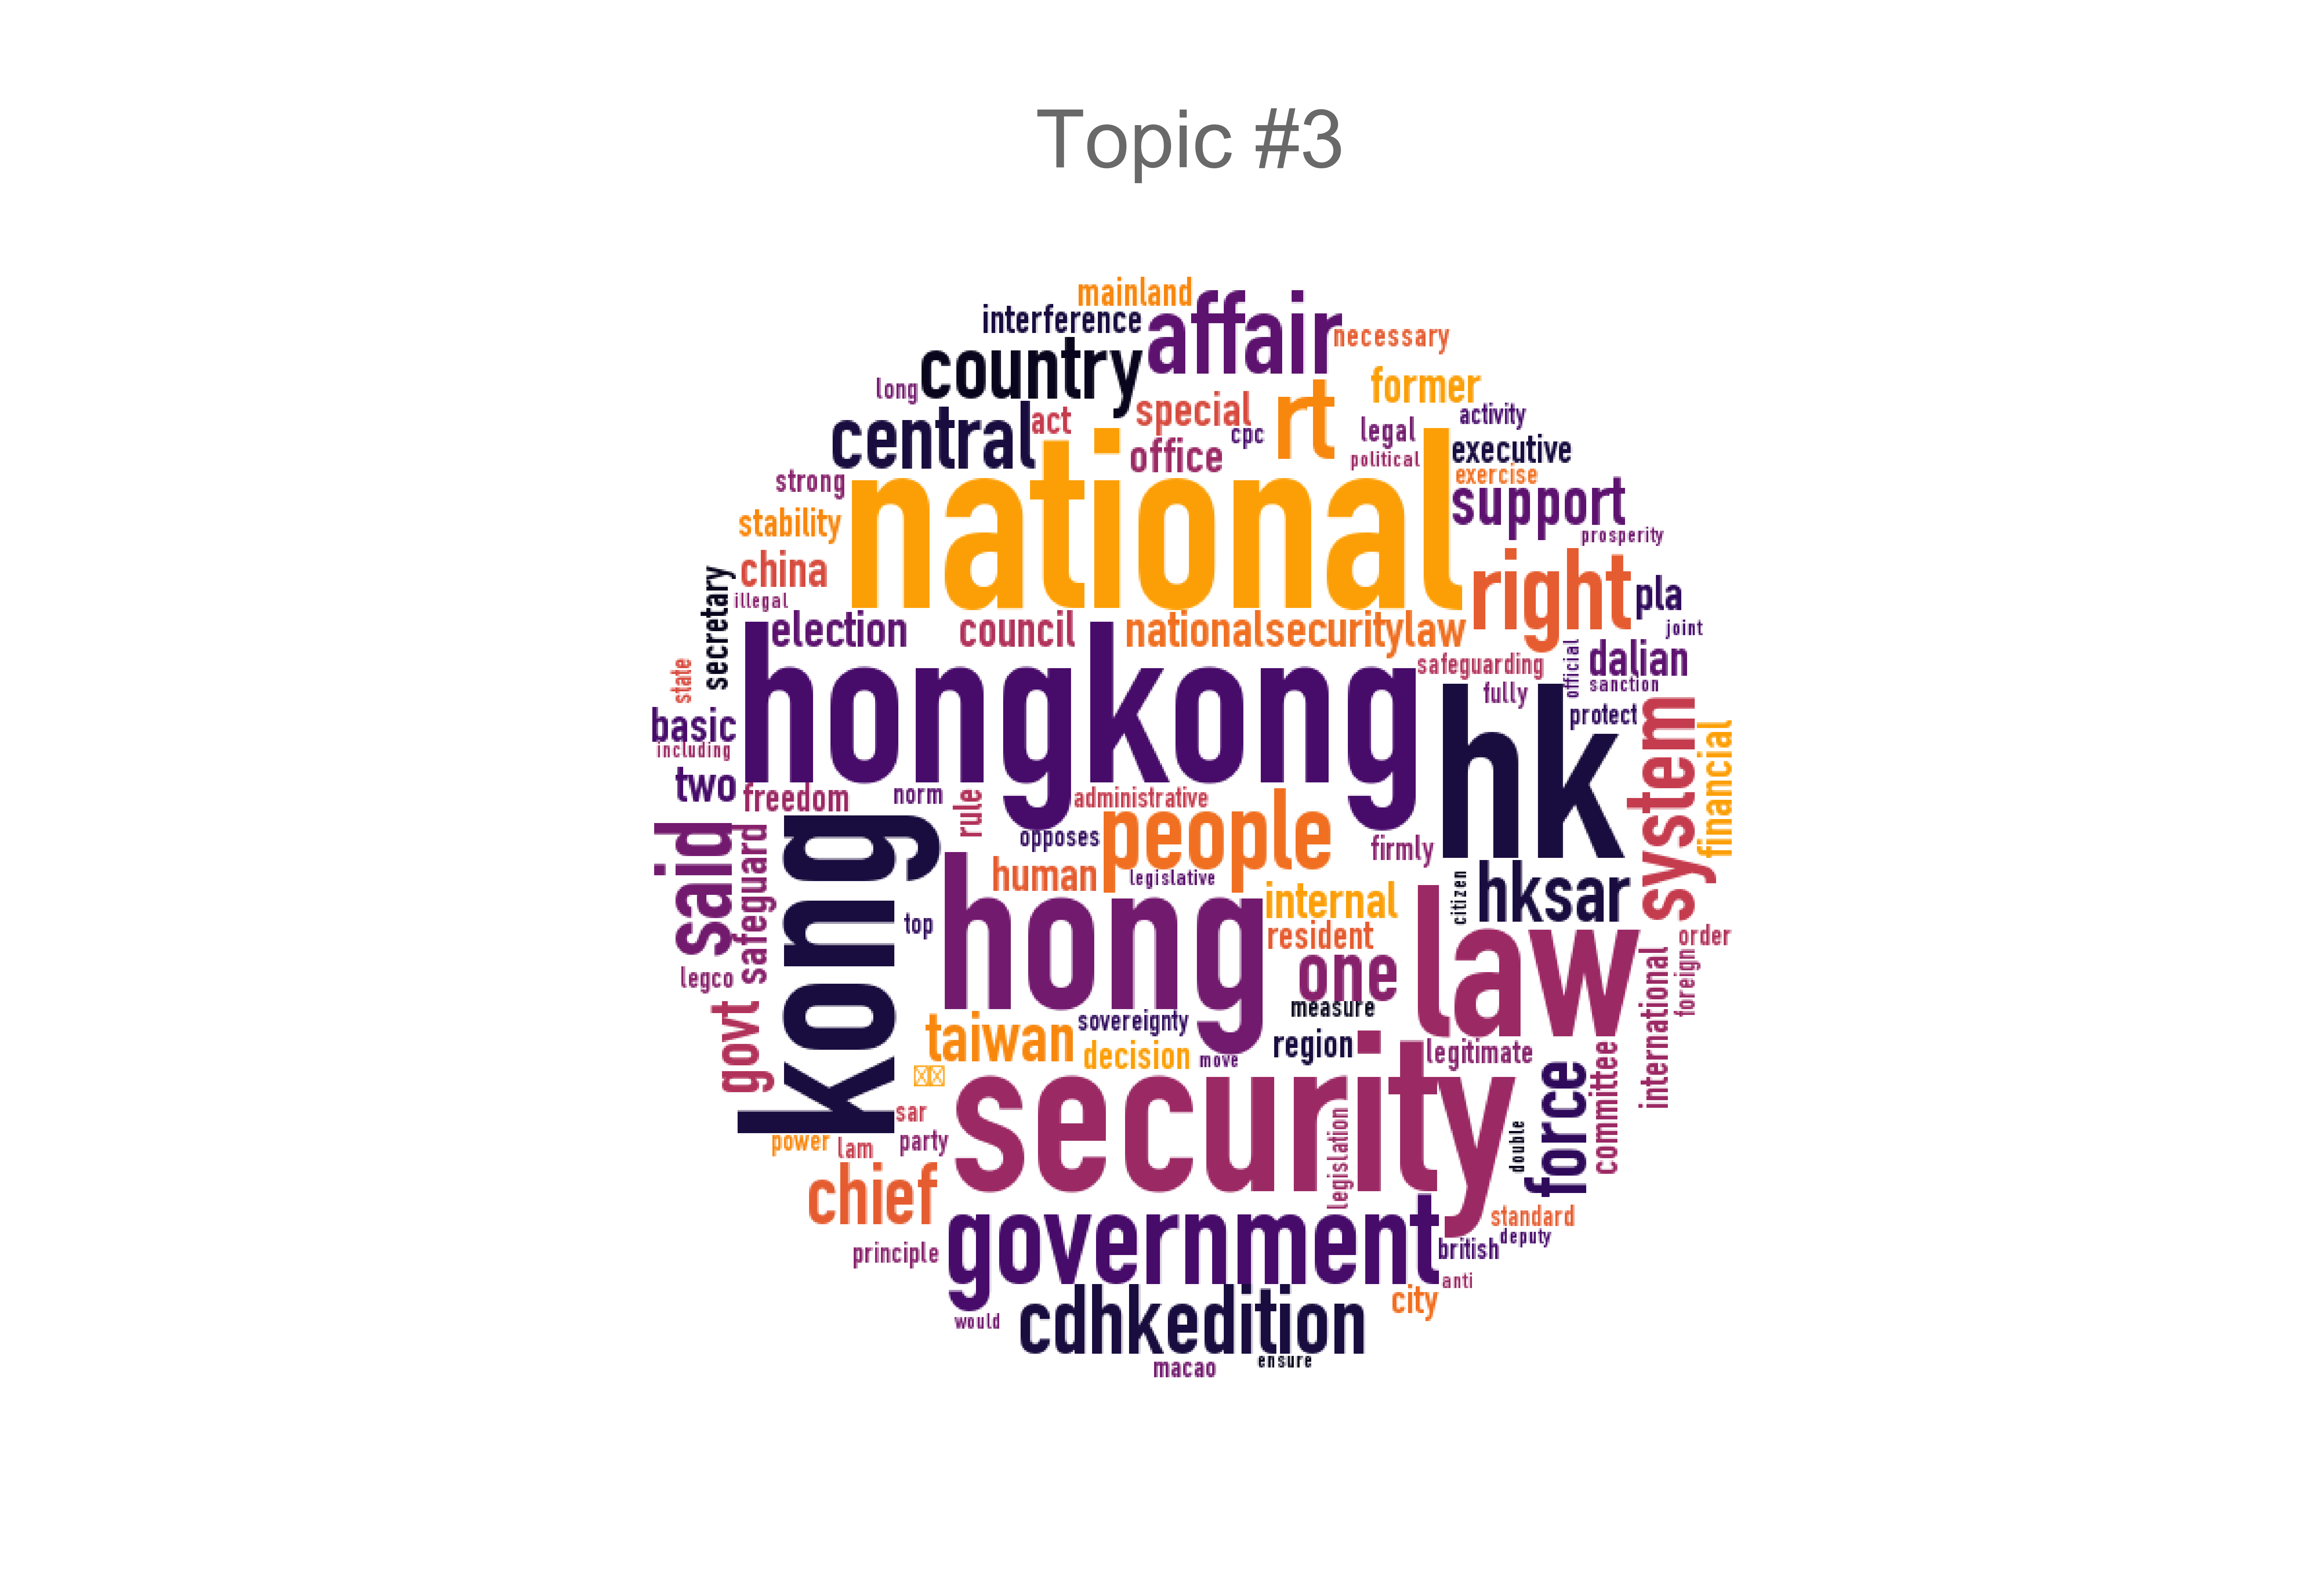 Topic #3
mainland
interference
affair
necessary
country
long
former
special
rt
act
activity
central
cpc
legal
office
executive
political
strong
exercise
national
support
stability
prosperity
china
right
secretary
pla
illegal
election
council
nationalsecuritylaw
joint
hongkong
safeguarding
official
dalian
state
sanction
fully
hk
basic
protect
system
financial
including
two
freedom
norm
rule
administrative
said
safeguard
kong
opposes
people
firmly
human
legislative
hong
internal
citizen
hksar
top
resident
law
order
legco
one
international
foreign
measure
govt
taiwan
sovereignty
region
decision
move
legitimate
security
force
committee
sar
power
lam
party
legislation
double
chief
government
standard
principle
british
deputy
anti
cdhkedition
city
would
macao
ensure